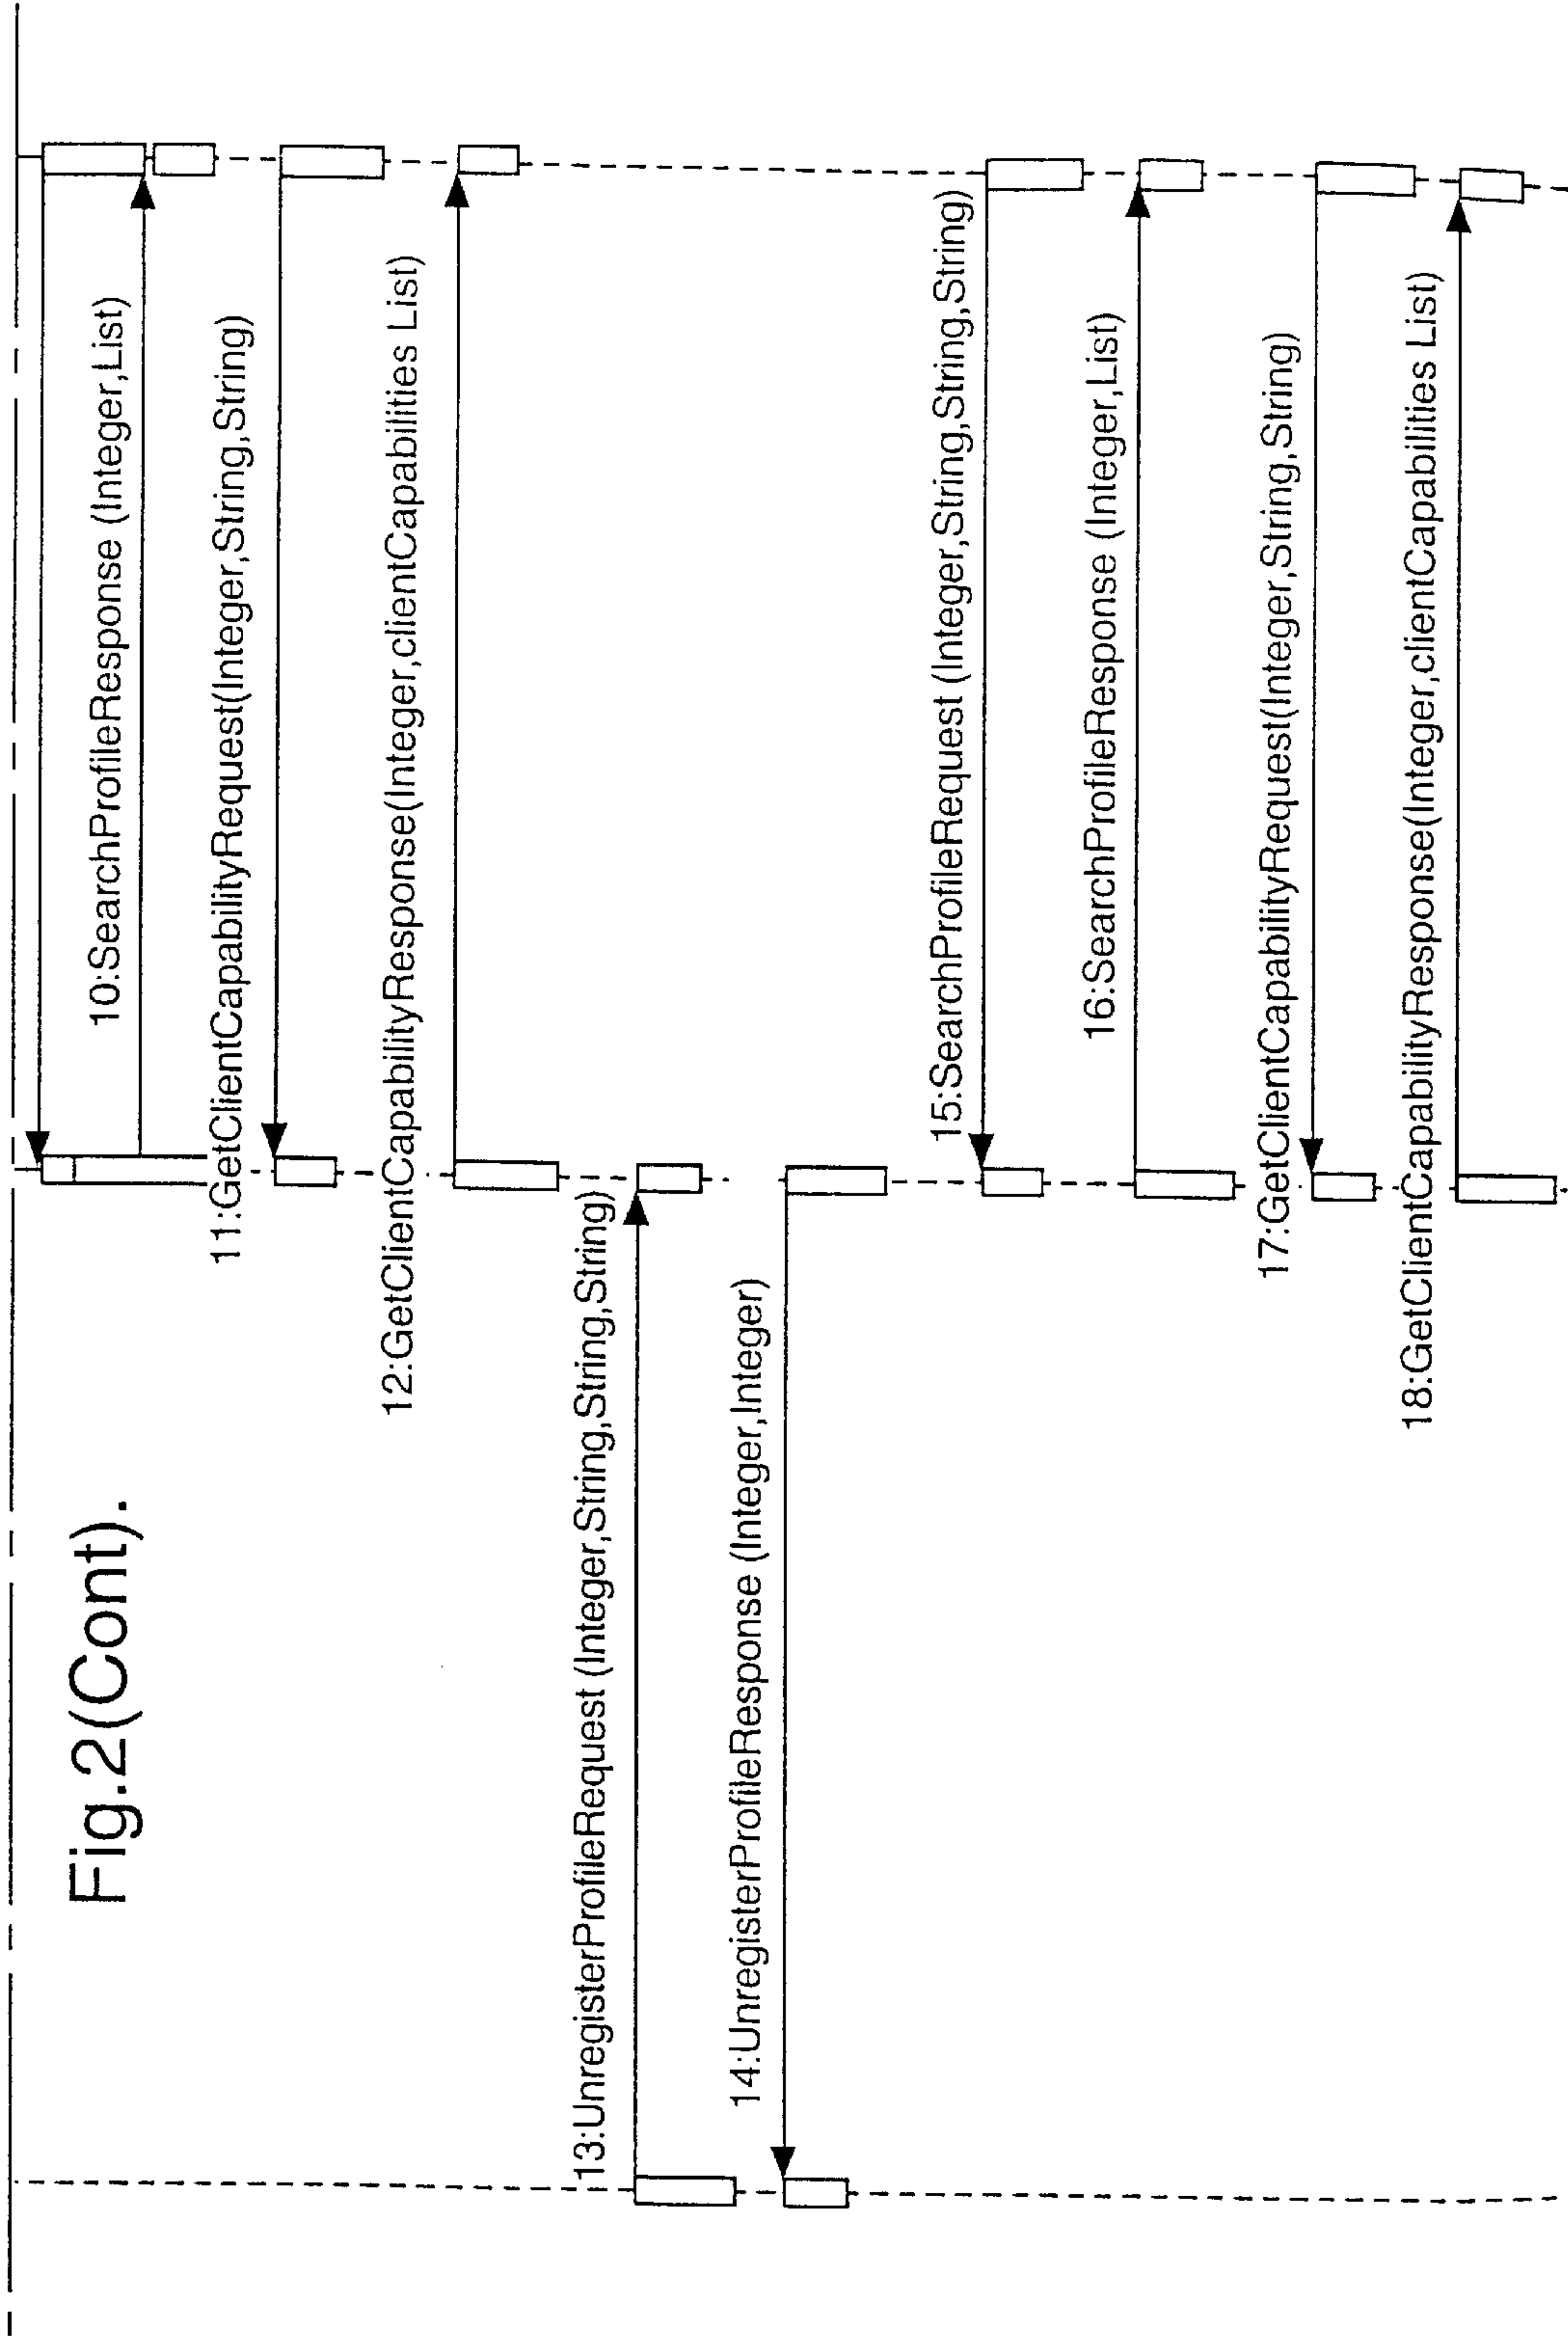 Fig.2(Cont).
10:SearchProfileResponse (Integer,List)
11:GetClientCapabilityRequest(Integer,String,String)
12:GetClientCapabilityResponse(Integer,clientCapabilities List)
13:UnregisterProfileRequest (Integer,String,String,String)
14:UnregisterProfileResponse (Integer,Integer)
15:SearchProfileRequest (Integer,String,String,String)
16:SearchProfileResponse (Integer,List)
17:GetClientCapabilityRequest(Integer,String,String)
18:GetClientCapabilityResponse(Integer,clientCapabilities List)